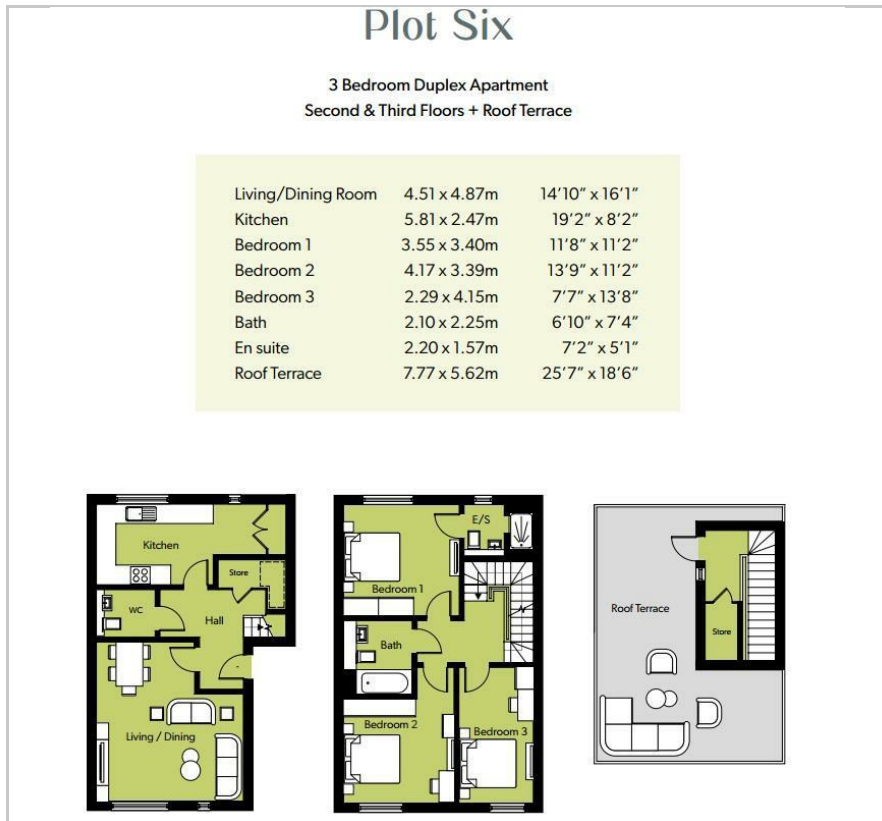 Plot Six
3 Bedroom Duplex Apartment
Second & Third Floors + Roof Terrace
Living/Dining Room 4.51 x 4.87m 14’10” x 16’1”
Kitchen 5.81 x 2.47m 19’2” x 8’2”
Bedroom 1 3.55 x 3.40m 11’8” x 11’2”
Bedroom 2 4.17 x 3.39m 13’9” x 11’2”
Bedroom 3 2.29 x 4.15m 7’7” x 13’8”
Bath 2.10 x 2.25m 6’10” x 7’4”
En suite 2.20 x 1.57m 7’2” x 5’1”
Roof Terrace 7.77 x 5.62m 25’7” x 18’6”
Kitchen
Store
WC
Hall
Living / Dining
E/S
Bedroom 1
Bath
Bedroom 2
Bedroom 3
Roof Terrace
Store